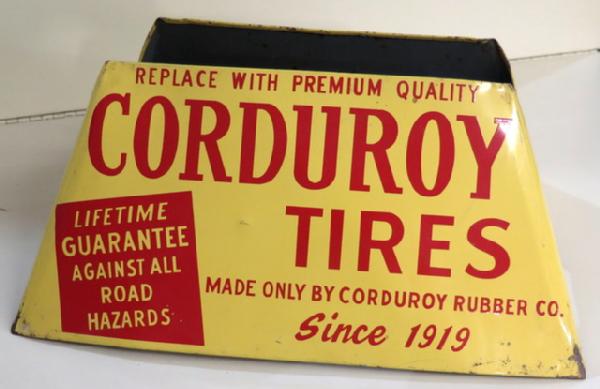 REPLACE WITH PREMIUM QUALITY
CORDUROY
TIRES
LIFETIME
GUARANTEE
AGAINST ALL
ROAD
HAZARDS
MADE ONLY BY CORDUROY RUBBER CO.
Since 1919